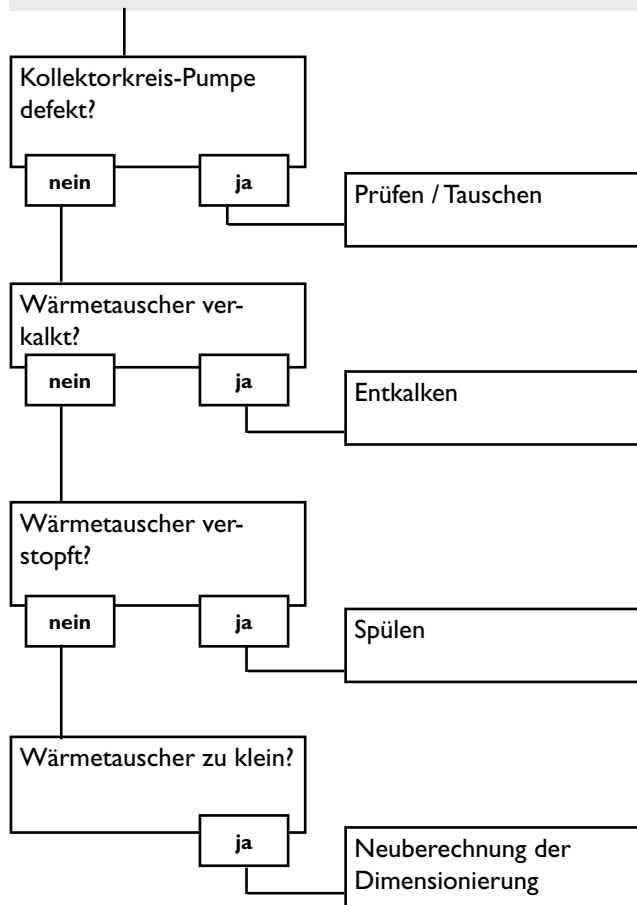 Kollektorkreis-Pumpe
defekt?
nein
ja
Prüfen / Tauschen
Wärmetauscher ver-
kalkt?
nein
ja
Entkalken
Wärmetauscher ver-
stopft?
nein
ja
Spülen
Wärmetauscher zu klein?
ja
Neuberechnung der
Dimensionierung